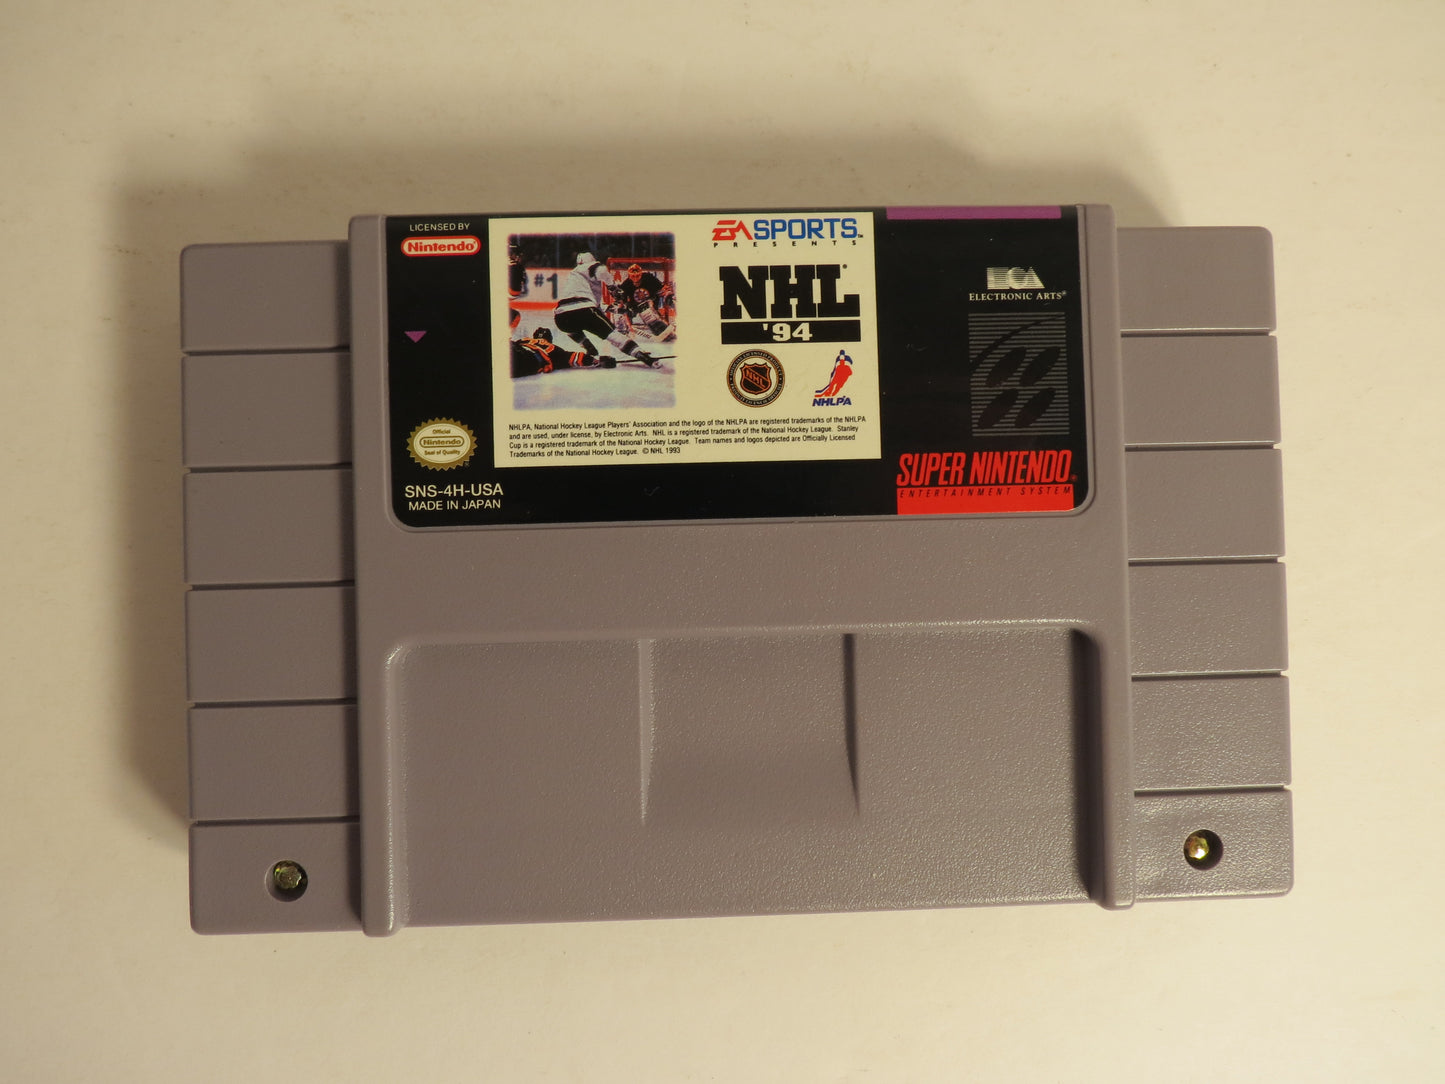 LICENSED BY
Nintendo
Official
Nintendo
Seal of Quality
SNS-4H-USA
MADE IN JAPAN
#1
EA SPORTS™
PRESENTS
NHL®
'94
NHL
NHLPA
NHLPA, National Hockey League Players' Association and the logo of the NHLPA are registered trademarks of the NHLPA
and are used, under license, by Electronic Arts. NHL is a registered trademark of the National Hockey League. Stanley
Cup is a registered trademark of the National Hockey League. Team names and logos depicted are Officially Licensed
Trademarks of the National Hockey League. © NHL 1993
ELECTRONIC ARTS®
SUPER NINTENDO®
ENTERTAINMENT SYSTEM